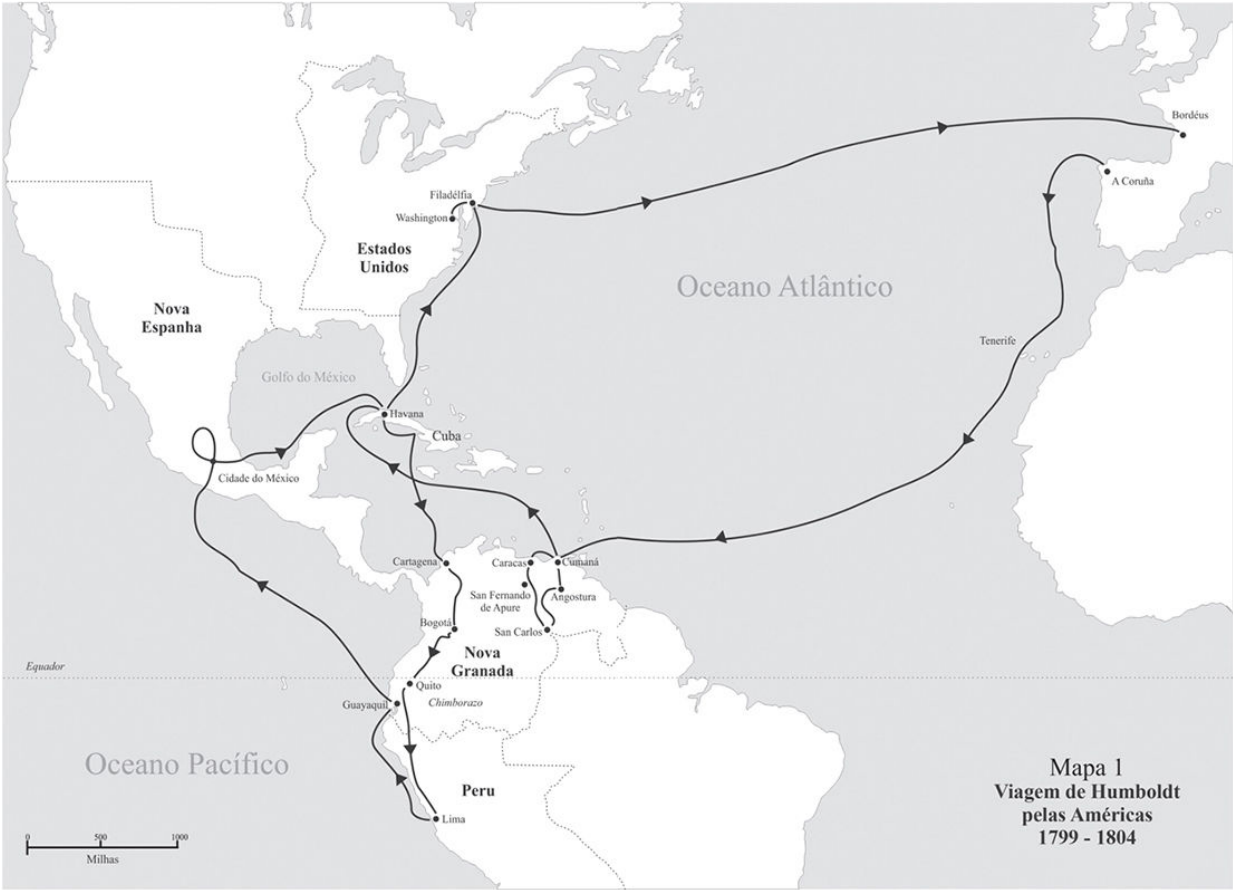 Bordéus
A Coruña
Filadélfia
Washington
Estados
Unidos
Oceano Atlântico
Nova
Espanha
Tenerife
Golfo do México
Havana
Cuba
Cidade do México
Cartagena
Caracas
Cumaná
San Fernando
de Apure
Angostura
Bogotá
San Carlos
Nova
Granada
Equador
Quito
Guayaquil
Chimborazo
Oceano Pacífico
Peru
Lima
Mapa 1
Viagem de Humboldt
pelas Américas
1799 - 1804
0 500 1000
Milhas